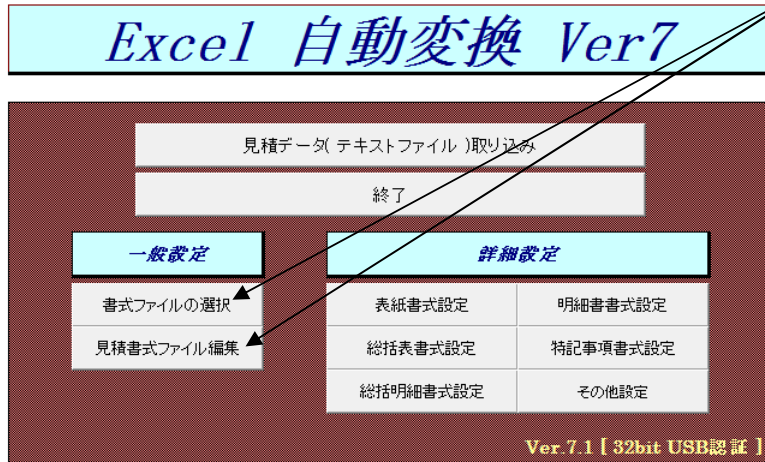 Excel 自動変換 Ver7
見積データ( テキストファイル )取り込み
終了
一般設定
詳細設定
書式ファイルの選択
見積書式ファイル編集
表紙書式設定
明細書書式設定
総括表書式設定
特記事項書式設定
総括明細書式設定
その他設定
Ver.7.1 [ 32bit USB認証 ]